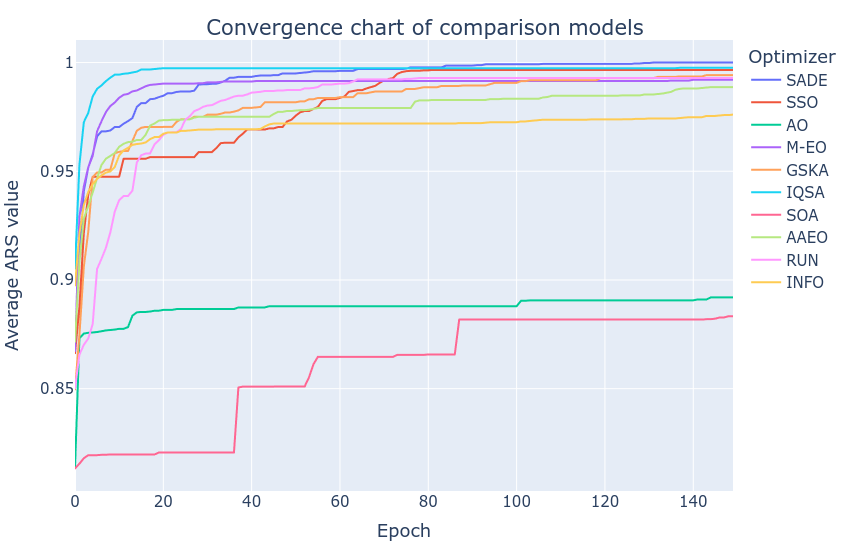 Convergence chart of comparison models
Average ARS value
1
0.95
0.9
0.85
0
20
40
60
80
100
120
140
Epoch
Optimizer
SADE
SSO
AO
M-EO
GSKA
IQSA
SOA
AAEO
RUN
INFO